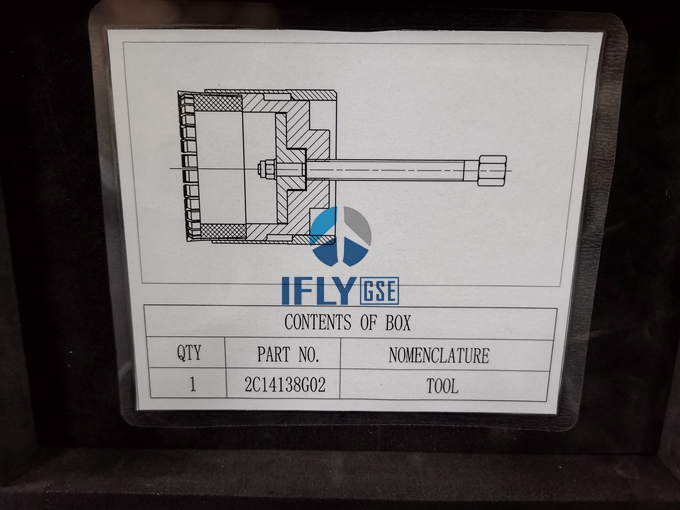 IFLY GSE
CONTENTS OF BOX
QTY PART NO. NOMENCLATURE
1 2C14138G02 TOOL